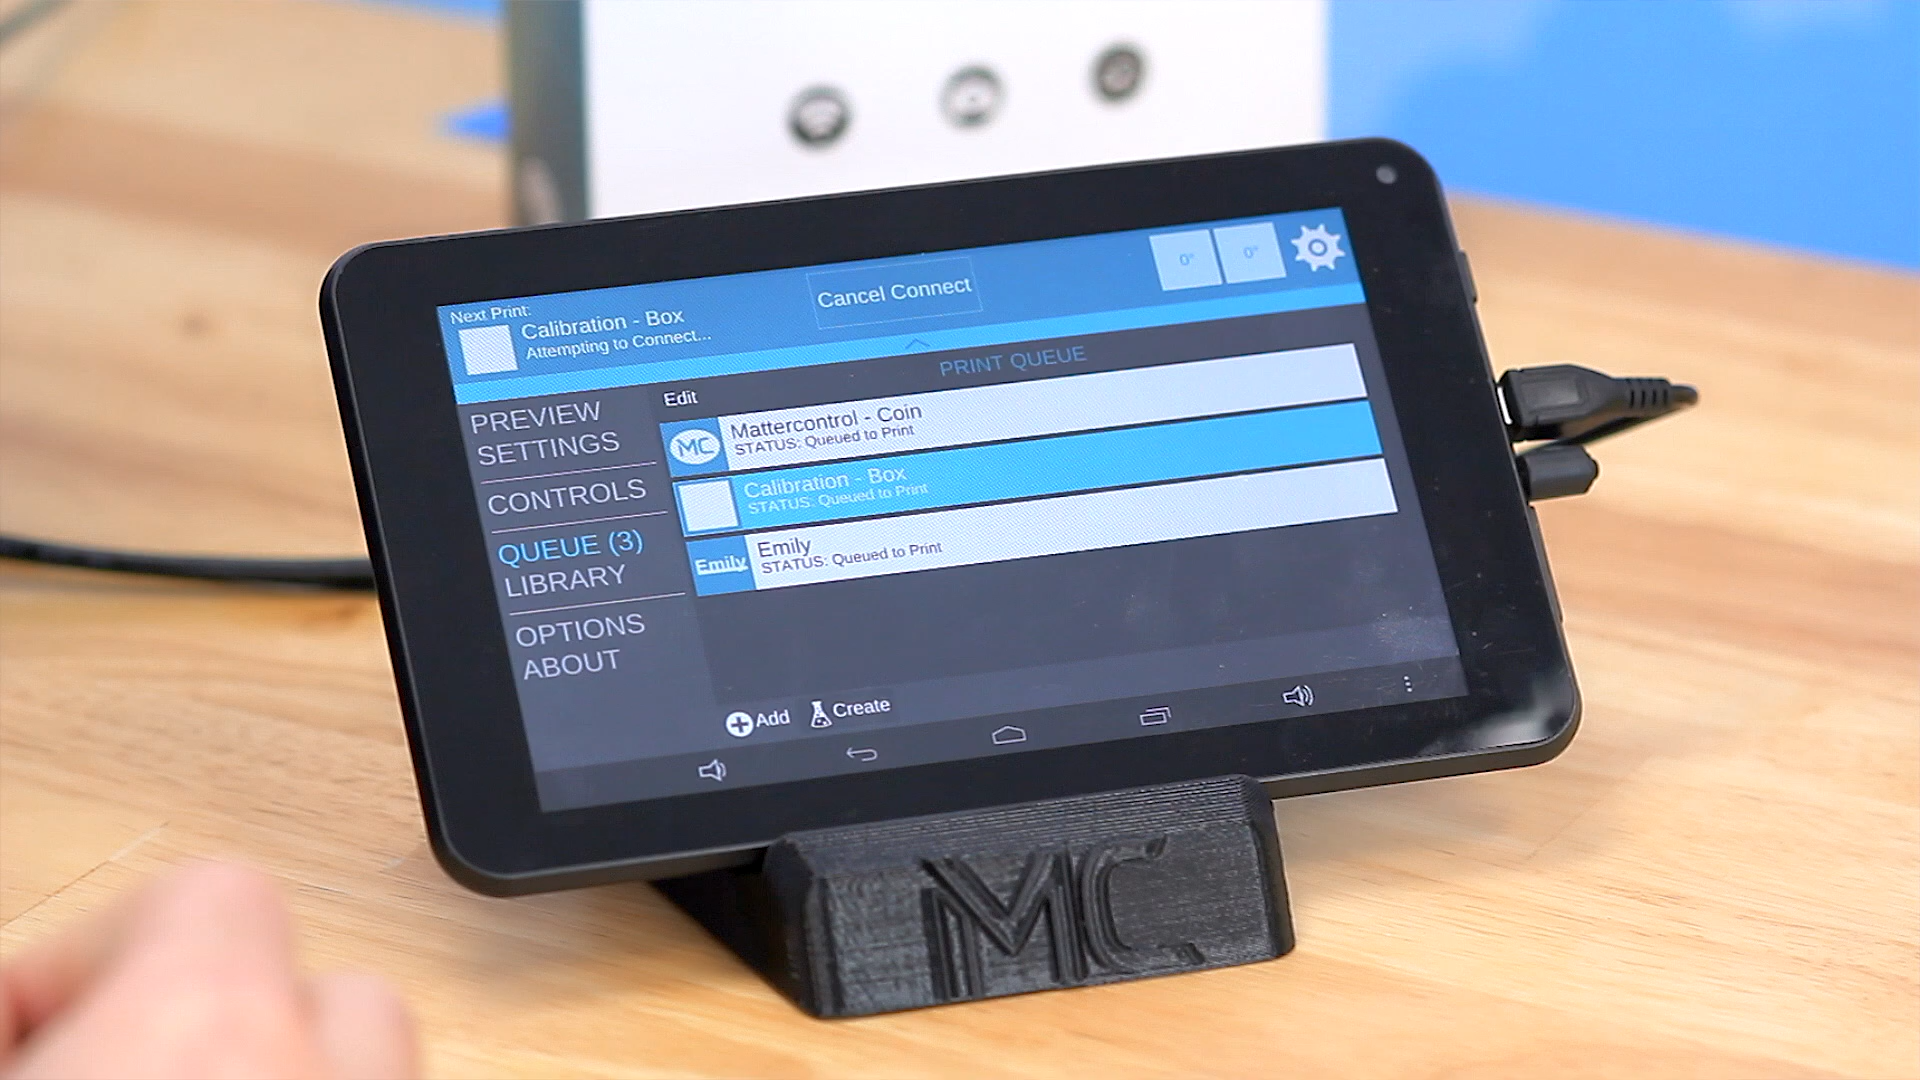 Next Print:
Calibration - Box
Attempting to Connect...
Cancel Connect
0°
0°
PREVIEW
SETTINGS
CONTROLS
QUEUE (3)
LIBRARY
OPTIONS
ABOUT
Edit
PRINT QUEUE
MC
Mattercontrol - Coin
STATUS: Queued to Print
Calibration - Box
STATUS: Queued to Print
Emily
Emily
STATUS: Queued to Print
Add
Create
MC